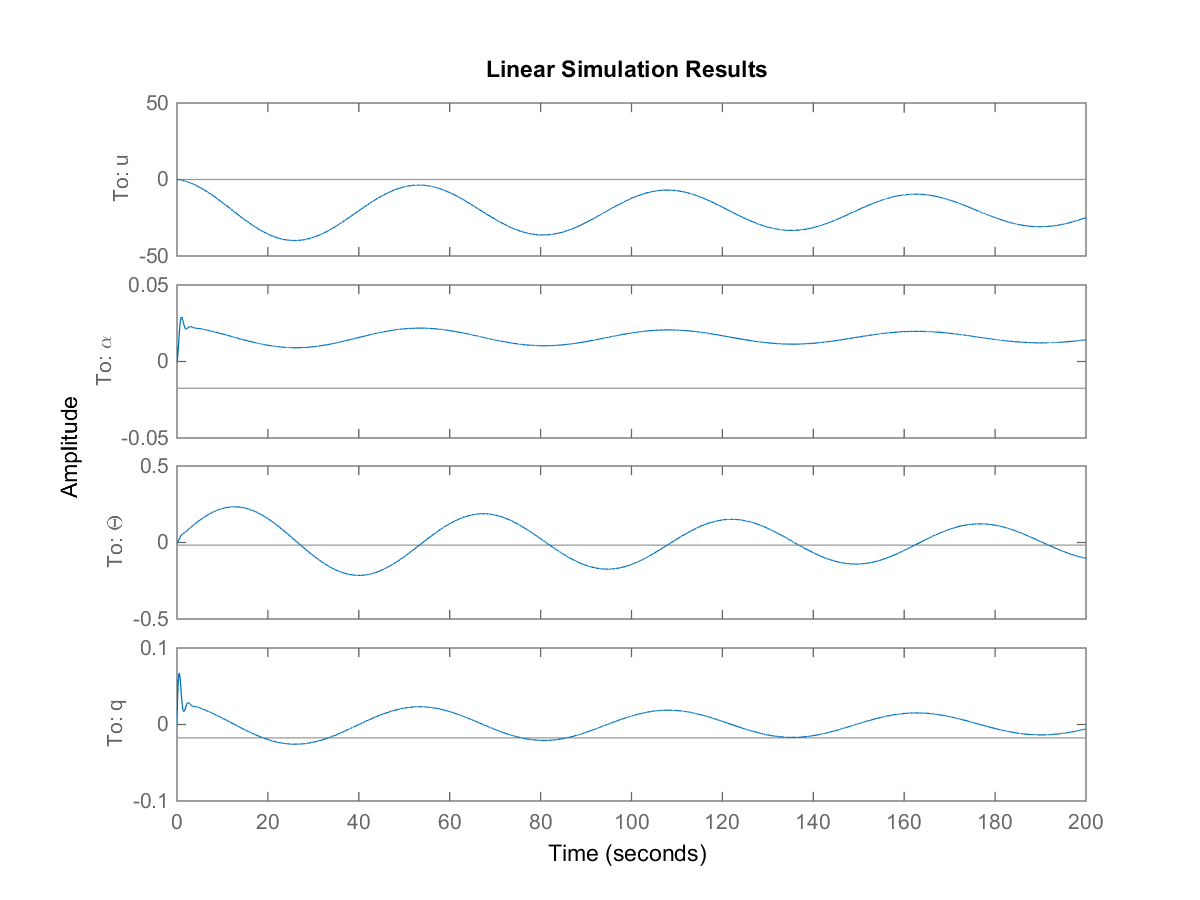 Linear Simulation Results
Amplitude
To: u
50
0
-50
To: α
0.05
0
-0.05
To: Θ
0.5
0
-0.5
To: q
0.1
0
-0.1
0 20 40 60 80 100 120 140 160 180 200
Time (seconds)